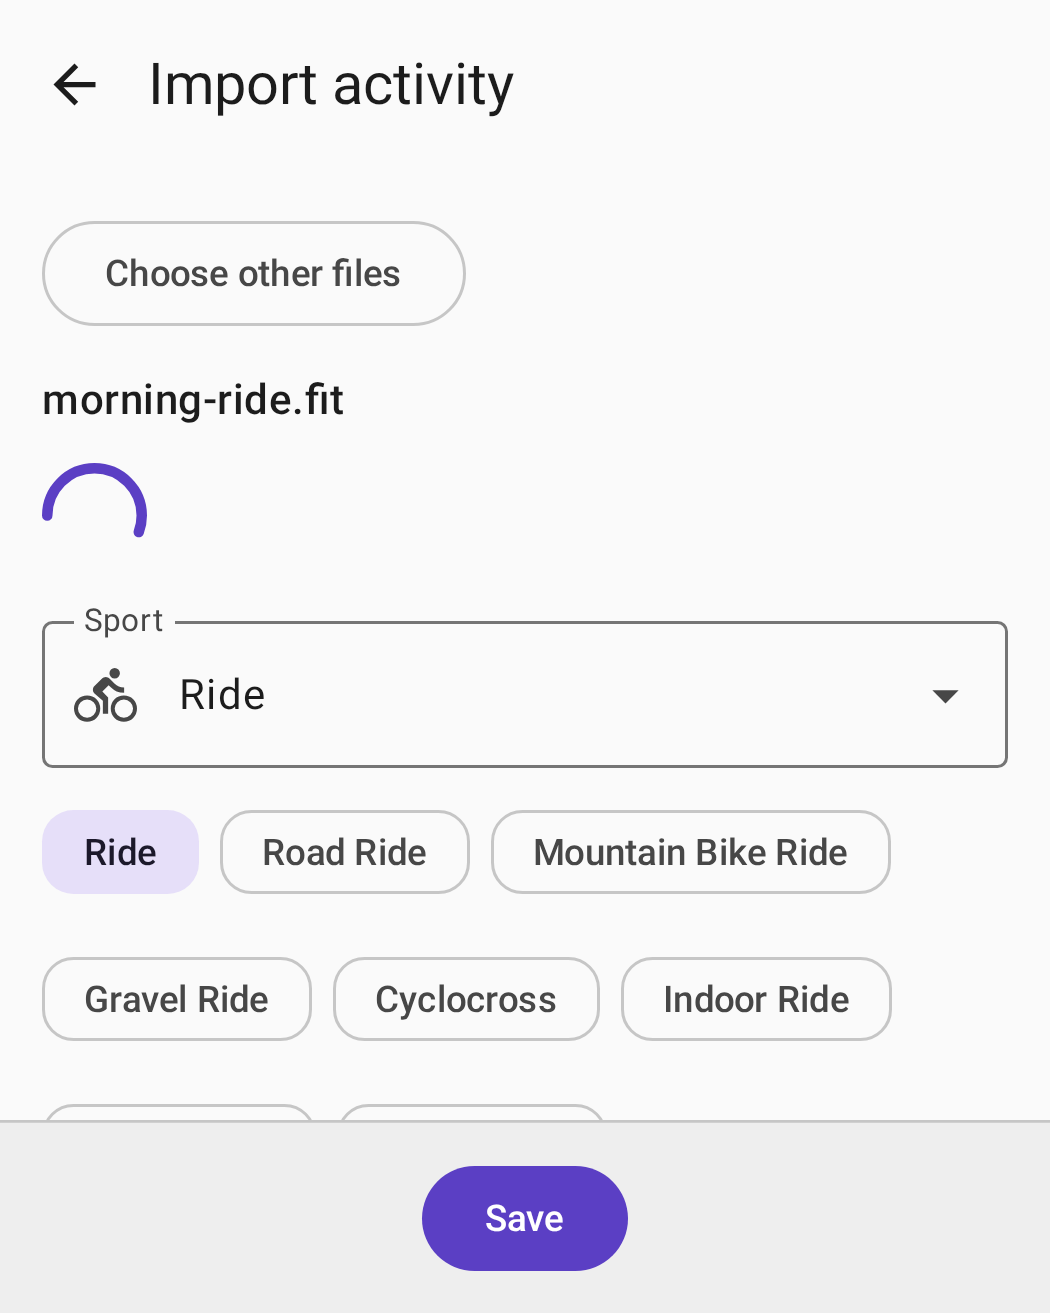 Import activity
Choose other files
morning-ride.fit
Sport
Ride
Ride Road Ride Mountain Bike Ride
Gravel Ride Cyclocross Indoor Ride
Save